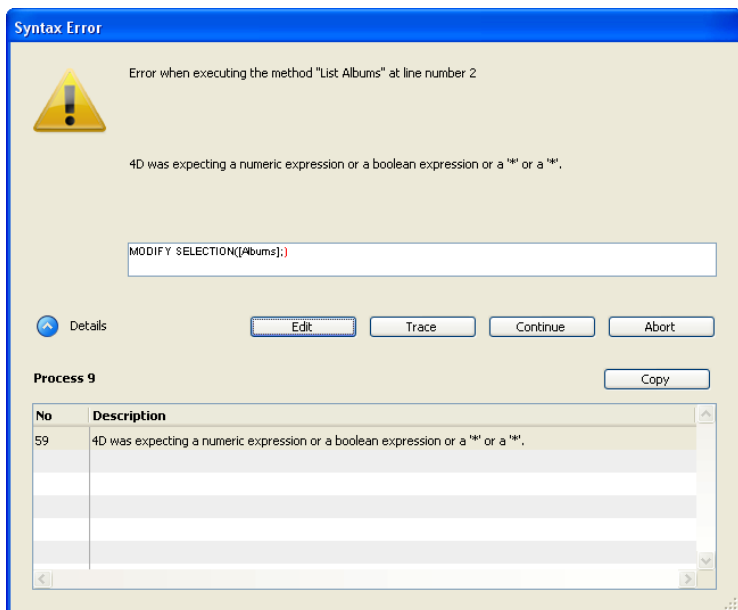 Syntax Error
Error when executing the method "List Albums" at line number 2
4D was expecting a numeric expression or a boolean expression or a '*' or a '*'.
MODIFY SELECTION([Albums];)
Details
Edit
Trace
Continue
Abort
Process 9
Copy
No Description
59 4D was expecting a numeric expression or a boolean expression or a '*' or a '*'.